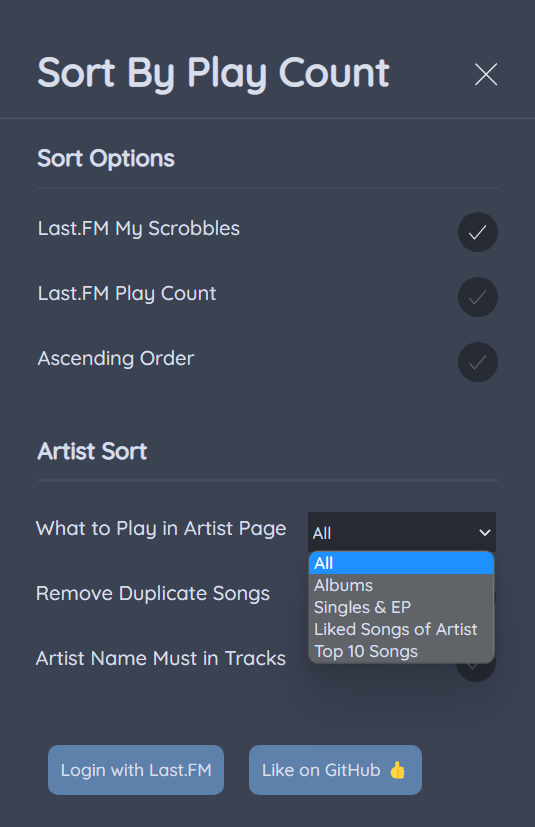 Sort By Play Count
Sort Options
Last.FM My Scrobbles
Last.FM Play Count
Ascending Order
Artist Sort
What to Play in Artist Page
All
All
Albums
Remove Duplicate Songs
Singles & EP
Liked Songs of Artist
Top 10 Songs
Artist Name Must in Tracks
Login with Last.FM
Like on GitHub 👍